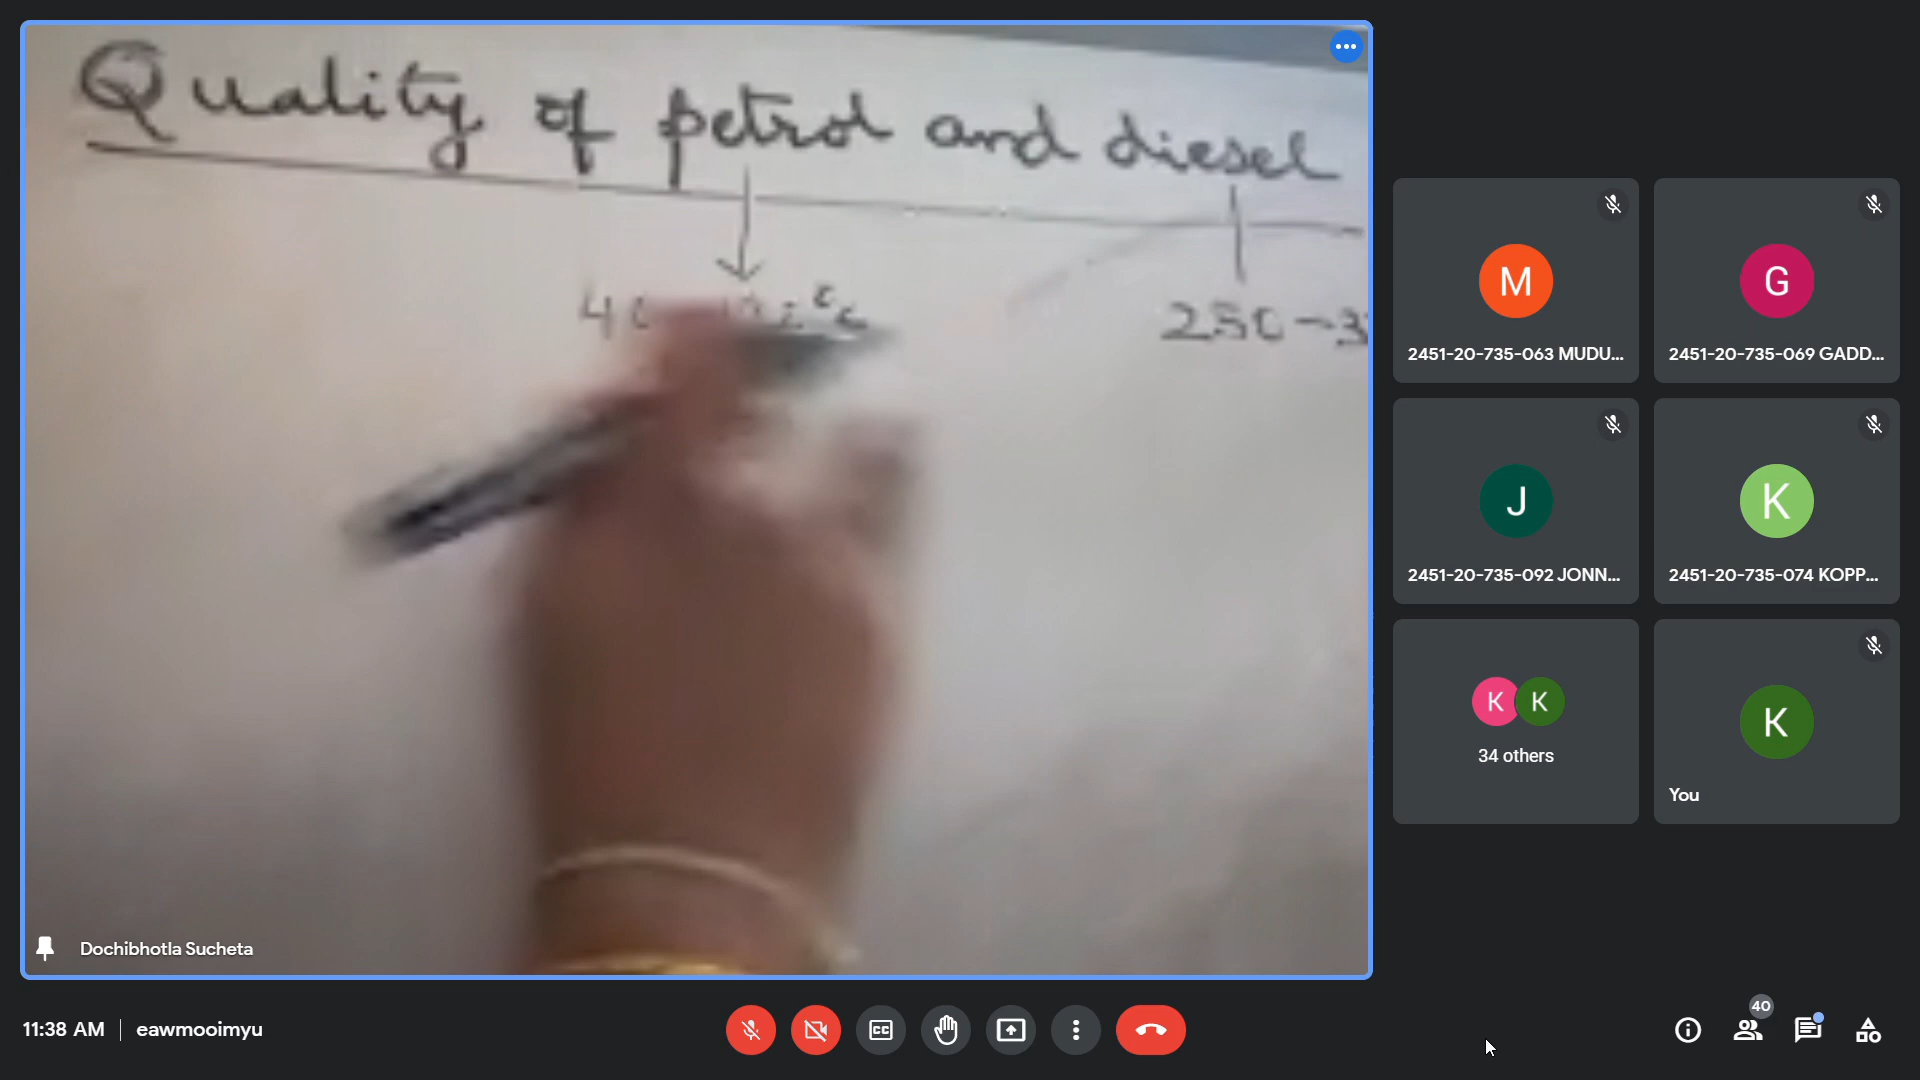 Quality of petrol and diesel
250-3
Dochibhotla Sucheta
2451-20-735-063 MUDU...
2451-20-735-069 GADD...
2451-20-735-092 JONN...
2451-20-735-074 KOPP...
34 others
You
M
G
J
K
K
K
K
11:38 AM
eawmooimyu
CC
40